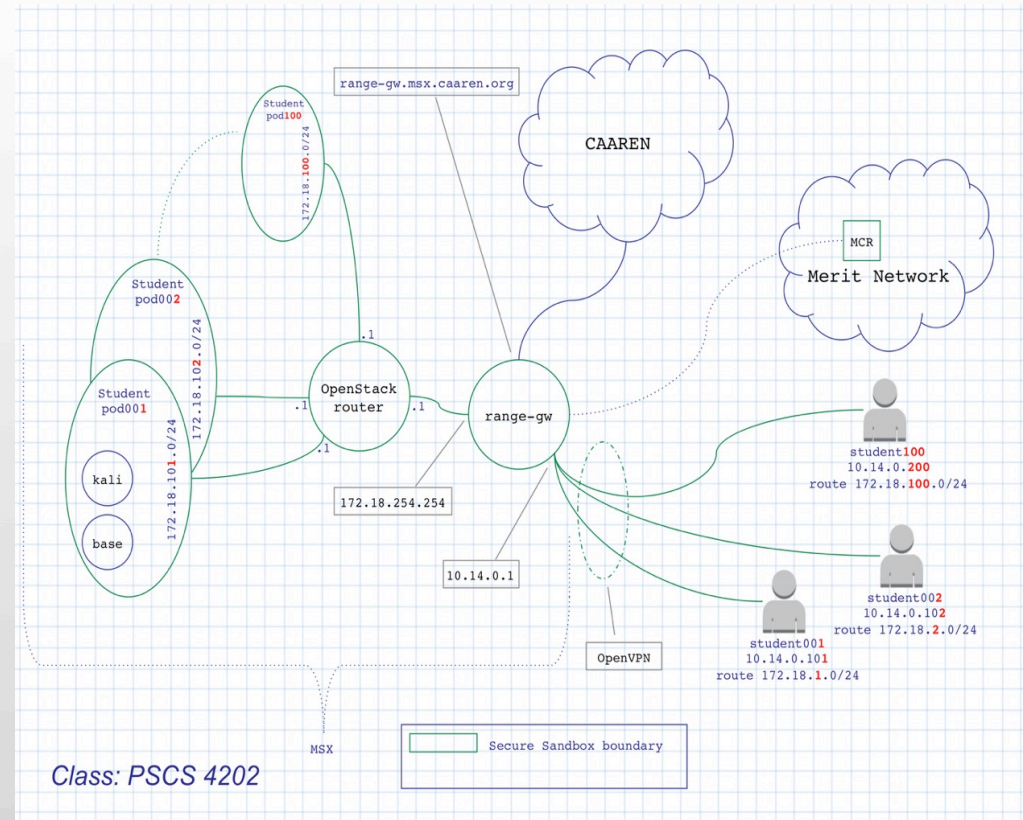 range-gw.msx.caaren.org
Student
pod100
172.18.100.0/24
CAAREN
MCR
Merit Network
Student
pod002
172.18.102.0/24
Student
pod001
172.18.101.0/24
kali
base
.1
OpenStack
router
.1
.1
.1
range-gw
172.18.254.254
10.14.0.1
OpenVPN
student100
10.14.0.200
route 172.18.100.0/24
student002
10.14.0.102
route 172.18.2.0/24
student001
10.14.0.101
route 172.18.1.0/24
MSX
Secure Sandbox boundary
Class: PSCS 4202